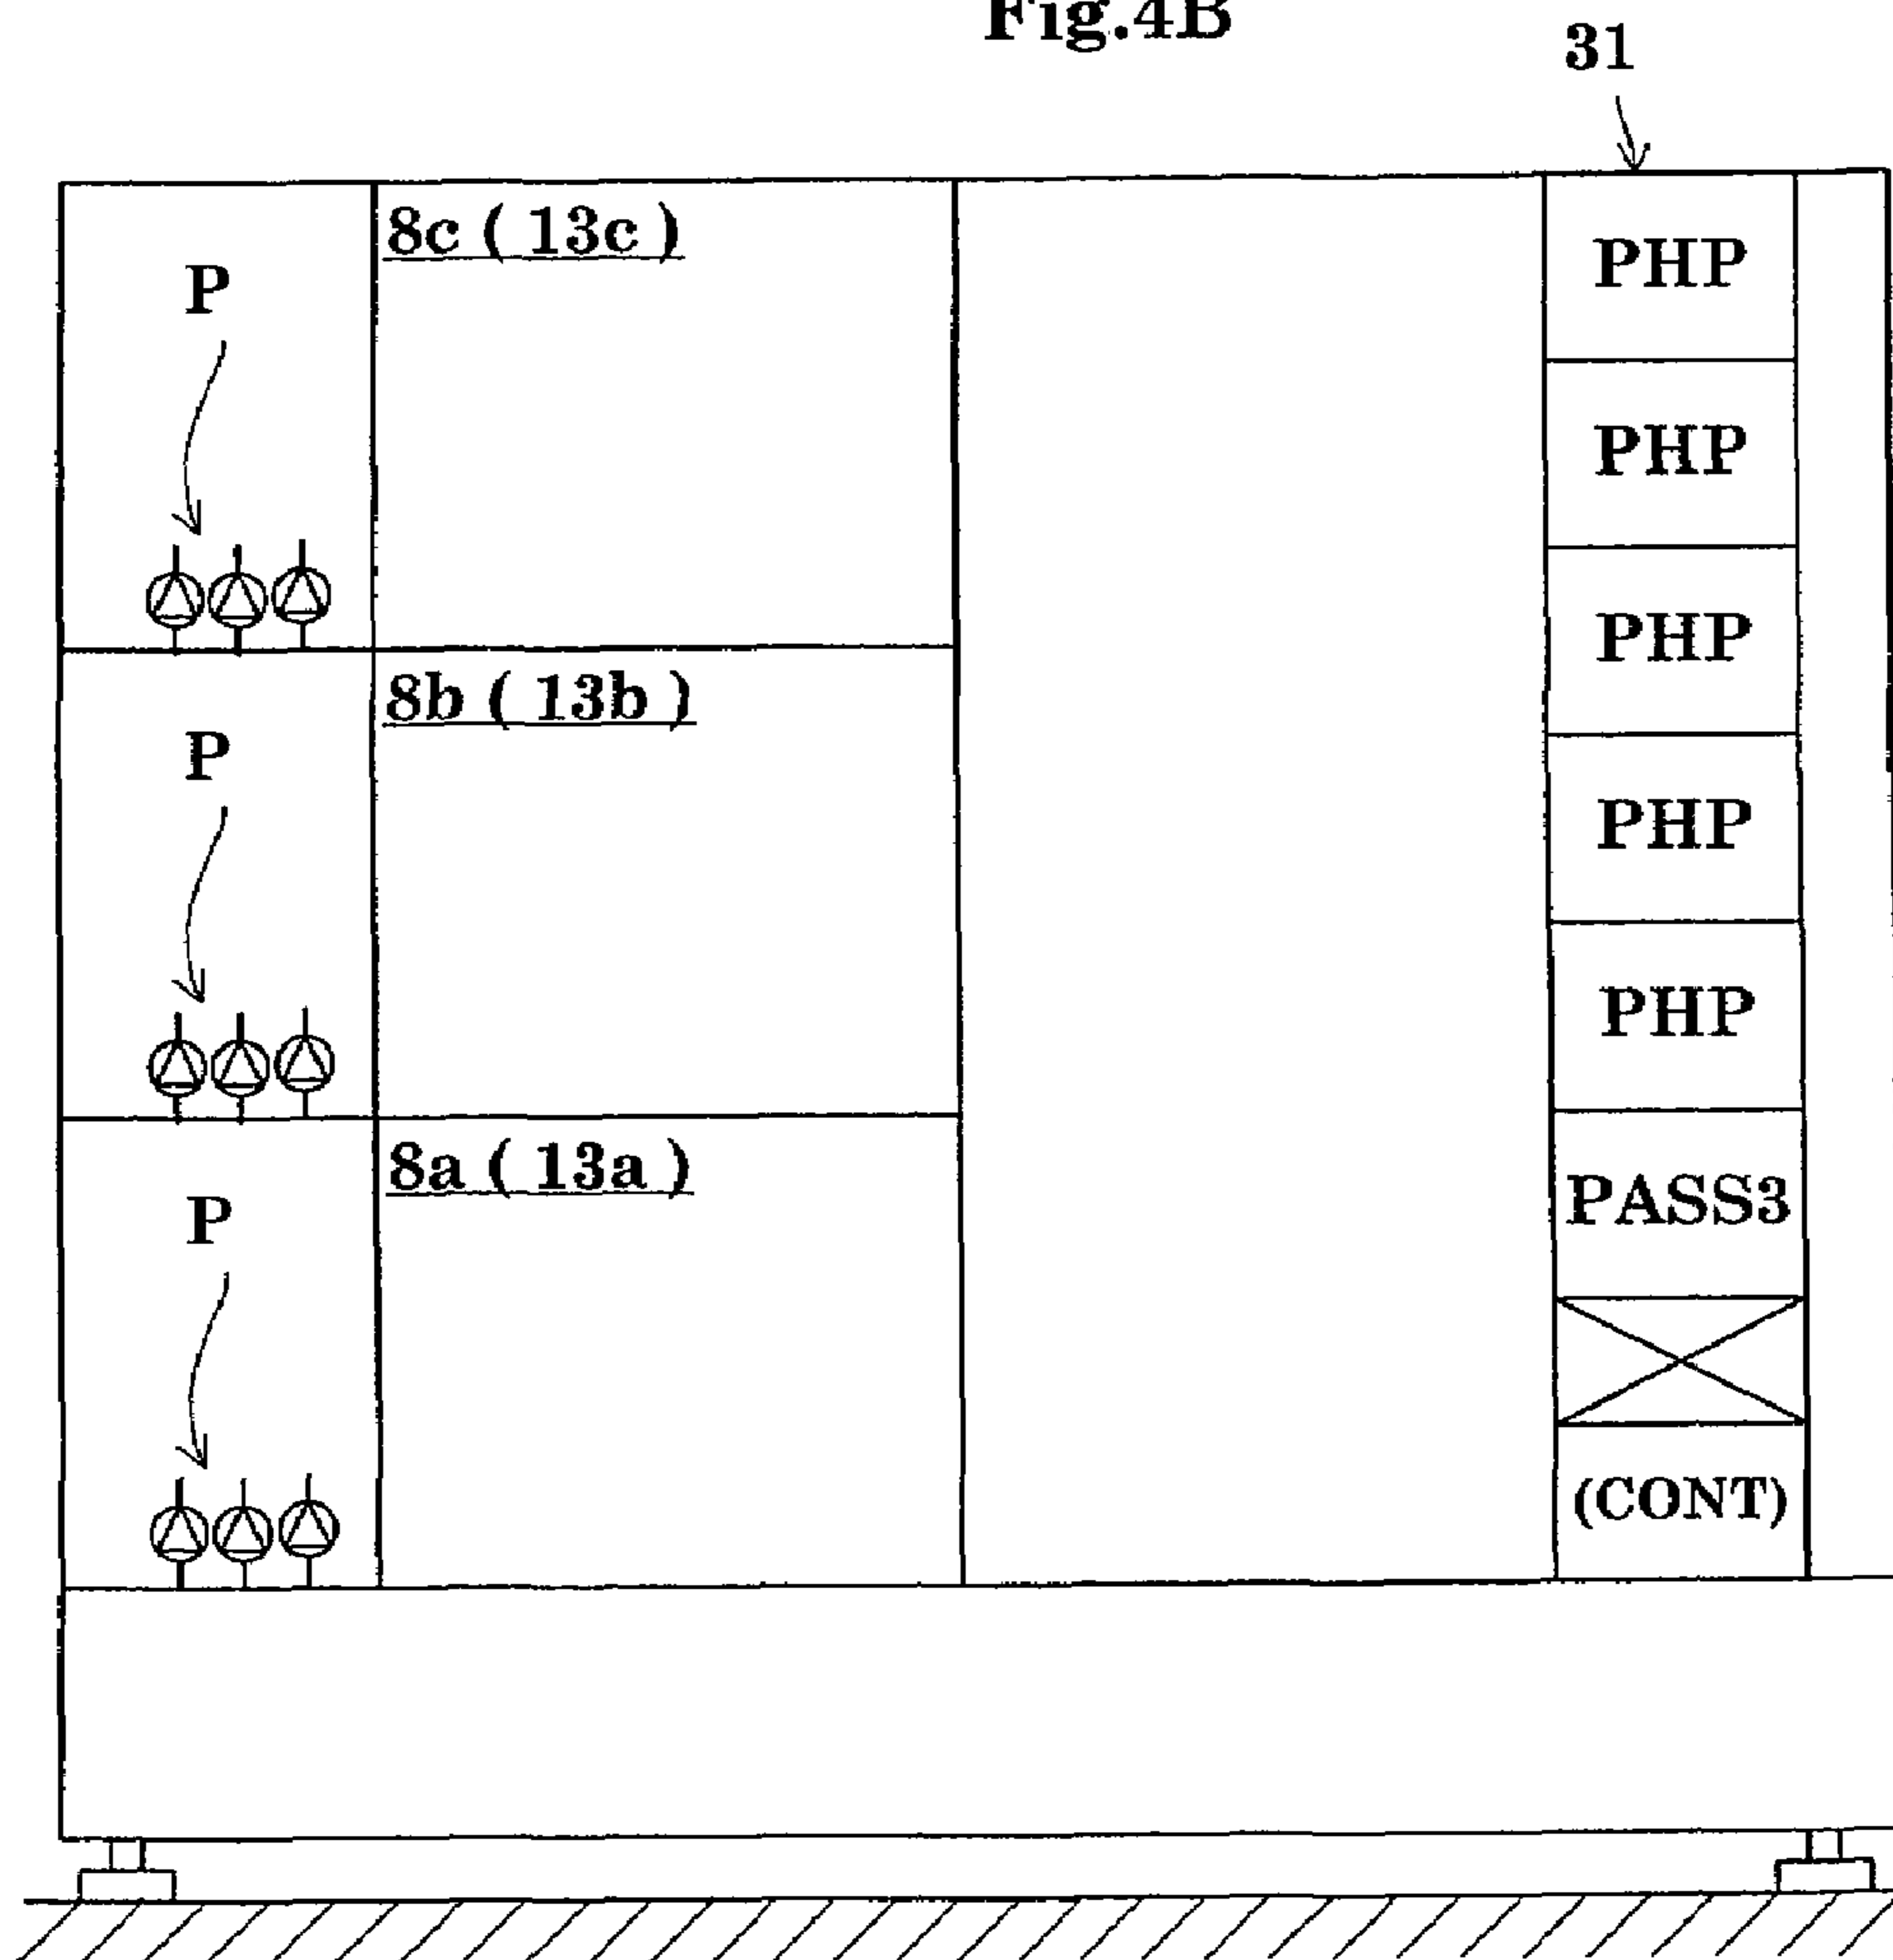 Fig.4B
31
8c ( 13c )
P
PHP
PHP
PHP
8b ( 13b )
P
PHP
PHP
8a ( 13a )
P
PASS3
(CONT)